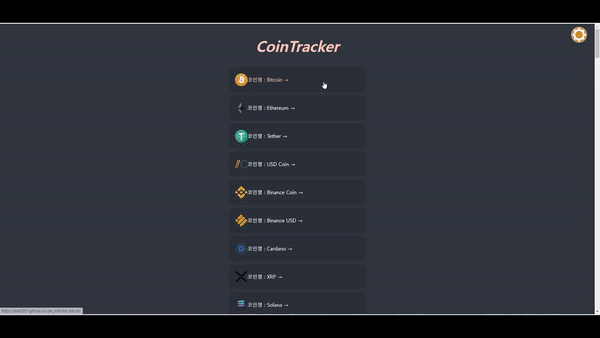 CoinTracker
코인명 : Bitcoin →
코인명 : Ethereum →
코인명 : Tether →
코인명 : USD Coin →
코인명 : Binance Coin →
코인명 : Binance USD →
코인명 : Cardano →
코인명 : XRP →
코인명 : Solana →